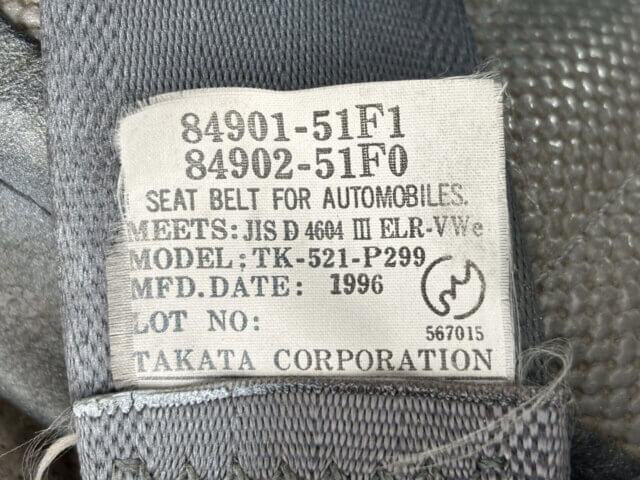 84901-51F1
84902-51F0
SEAT BELT FOR AUTOMOBILES.
MEETS: JIS D 4604 III ELR-VWe
MODEL; TK-521-P299
MFD.DATE: 1996
LOT NO:
567015
TAKATA CORPORATION